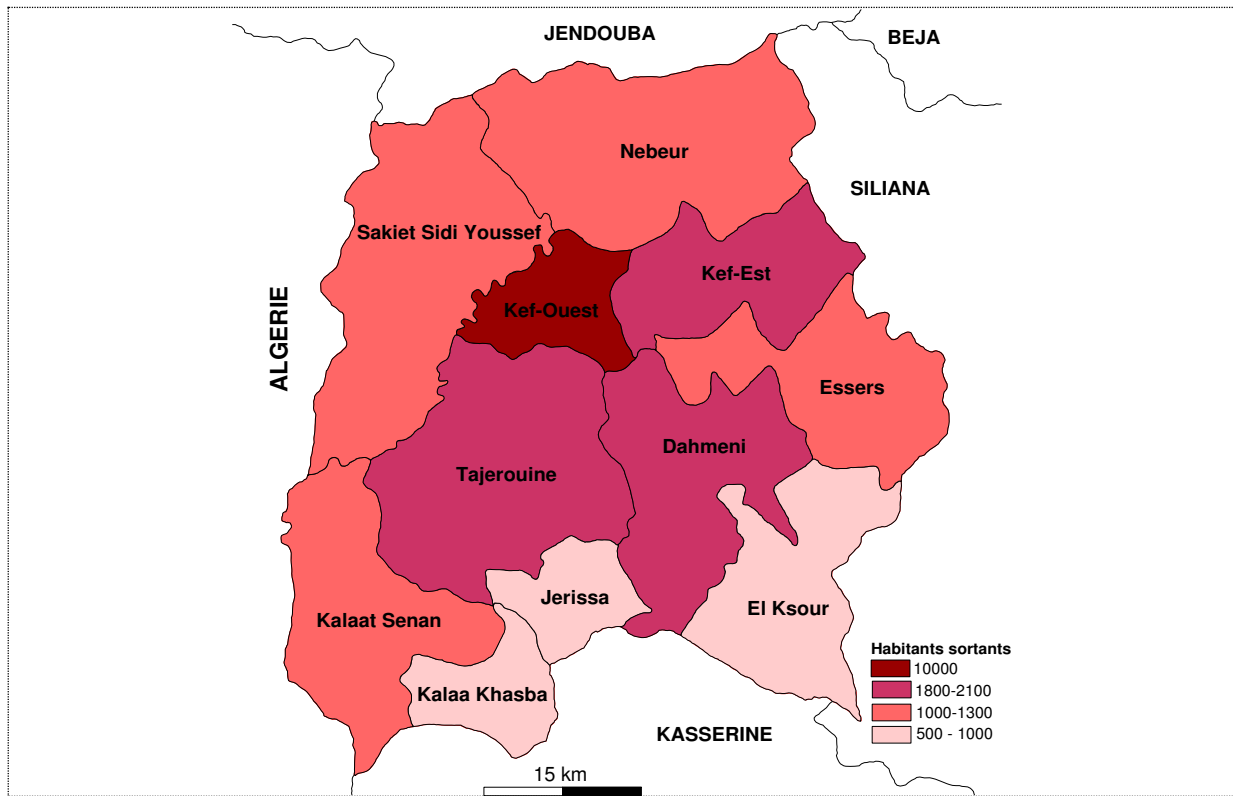 JENDOUBA
BEJA
Nebeur
SILIANA
Sakiet Sidi Youssef
Kef-Est
ALGERIE
Kef-Ouest
Essers
Dahmeni
Tajerouine
Jerissa
El Ksour
Kalaat Senan
Kalaa Khasba
Habitants sortants
10000
1800-2100
1000-1300
500 - 1000
KASSERINE
15 km